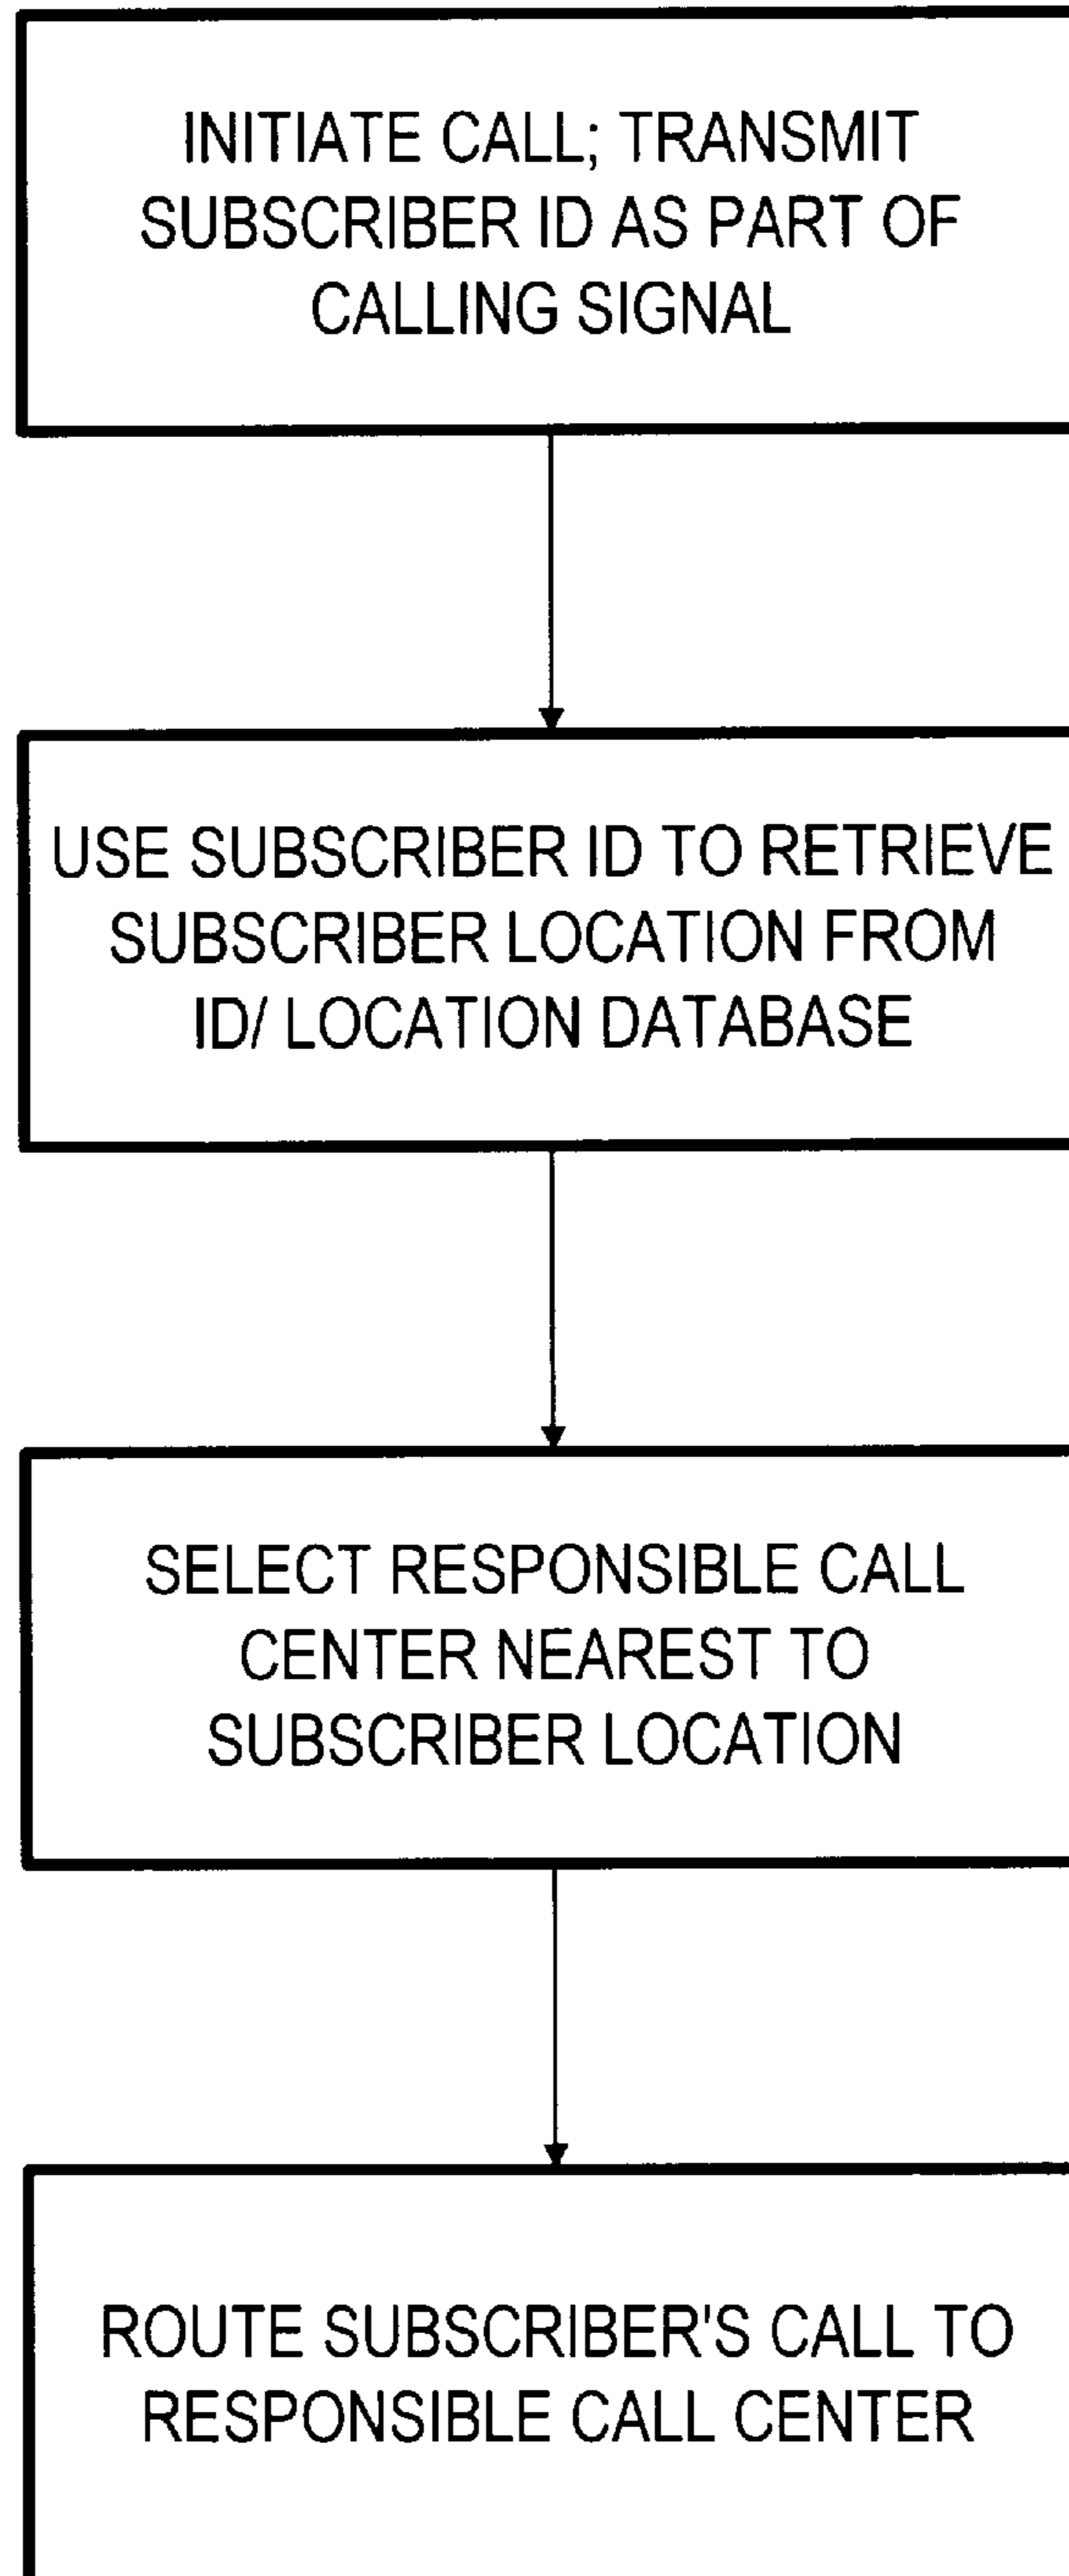 INITIATE CALL; TRANSMIT
SUBSCRIBER ID AS PART OF
CALLING SIGNAL
USE SUBSCRIBER ID TO RETRIEVE
SUBSCRIBER LOCATION FROM
ID/ LOCATION DATABASE
SELECT RESPONSIBLE CALL
CENTER NEAREST TO
SUBSCRIBER LOCATION
ROUTE SUBSCRIBER'S CALL TO
RESPONSIBLE CALL CENTER